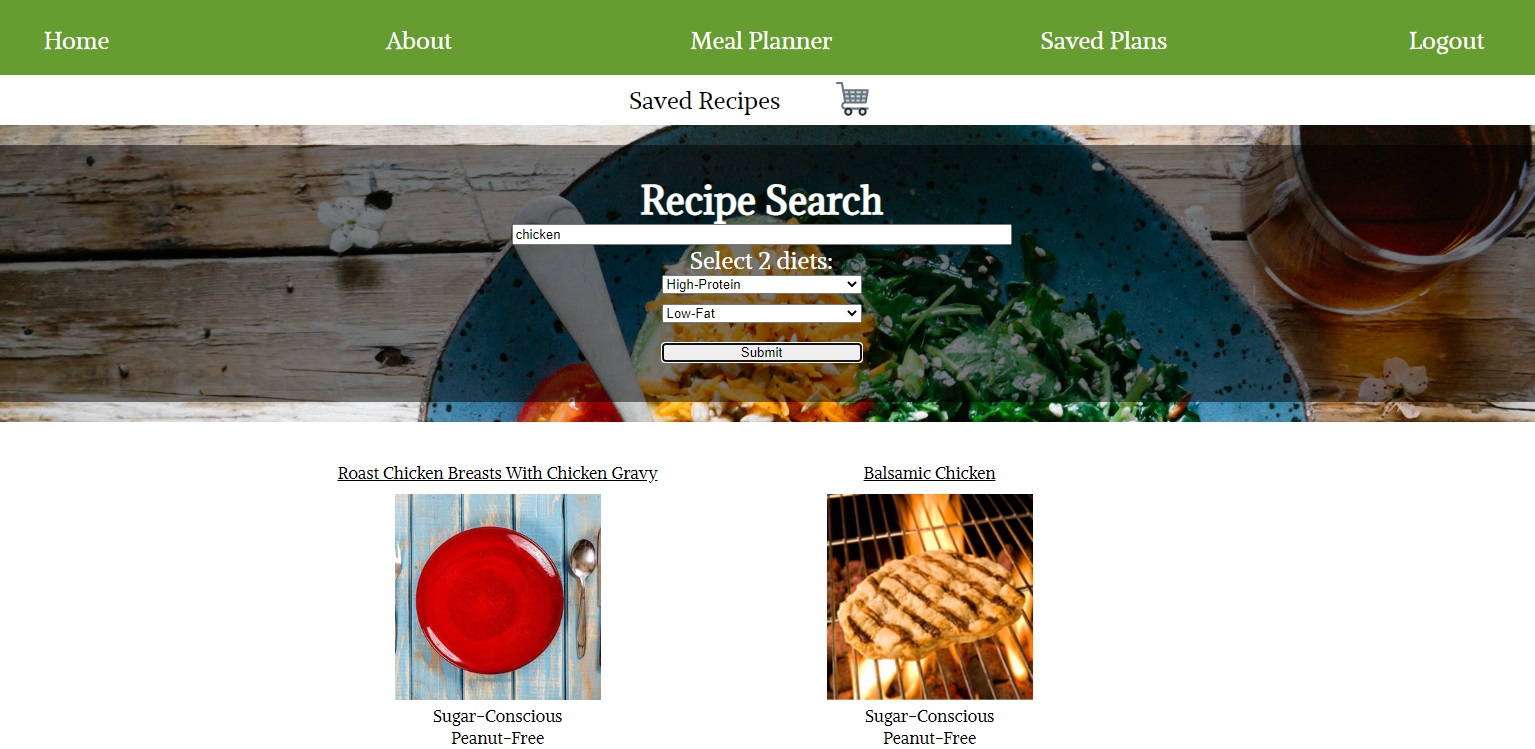 Home About Meal Planner Saved Plans Logout
Saved Recipes
Recipe Search
chicken
Select 2 diets:
High-Protein
Low-Fat
Submit
Roast Chicken Breasts With Chicken Gravy Balsamic Chicken
Sugar-Conscious Sugar-Conscious
Peanut-Free Peanut-Free